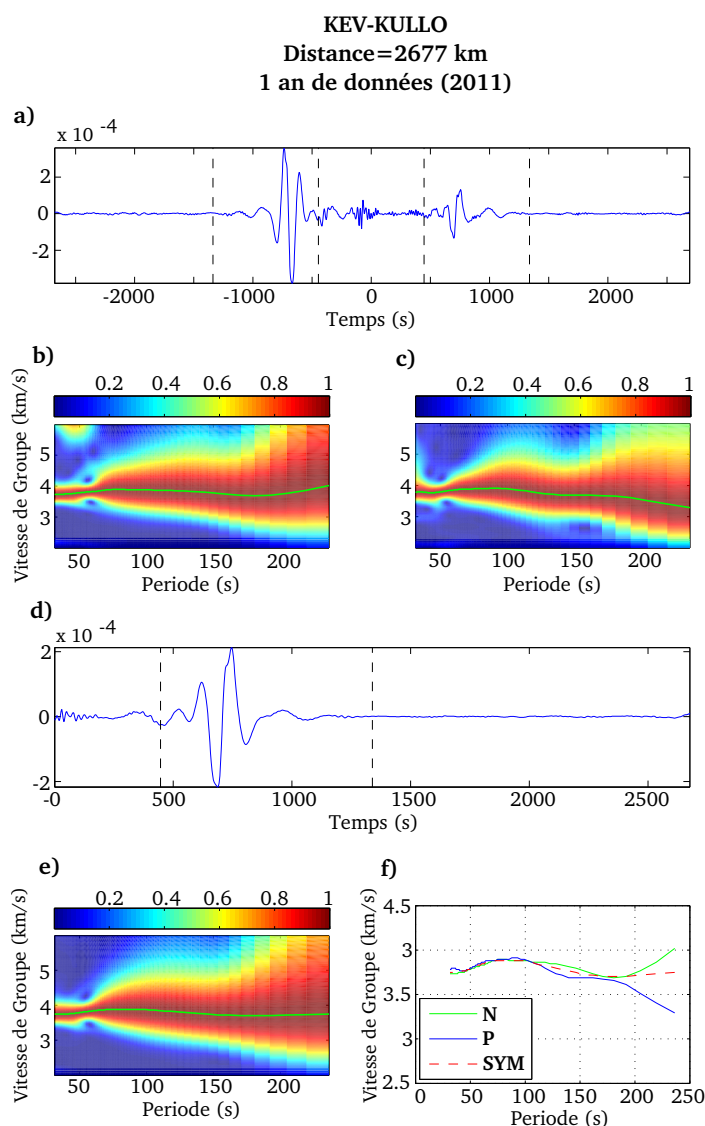 KEV-KULLO
Distance=2677 km
1 an de données (2011)
a)
x 10 -4
2
0
-2
-2000 -1000 0 1000 2000
Temps (s)
b)
0.2 0.4 0.6 0.8 1
Vitesse de Groupe (km/s)
5
4
3
50 100 150 200
Periode (s)
c)
0.2 0.4 0.6 0.8 1
5
4
3
50 100 150 200
Periode (s)
d)
x 10 -4
2
0
-2
-0 500 1000 1500 2000 2500
Temps (s)
e)
0.2 0.4 0.6 0.8 1
Vitesse de Groupe (km/s)
5
4
3
50 100 150 200
Periode (s)
f)
Vitesse de Groupe (km/s)
4.5
3
3.5
3
2.5
N
P
SYM
0 50 100 150 200 250
Periode (s)